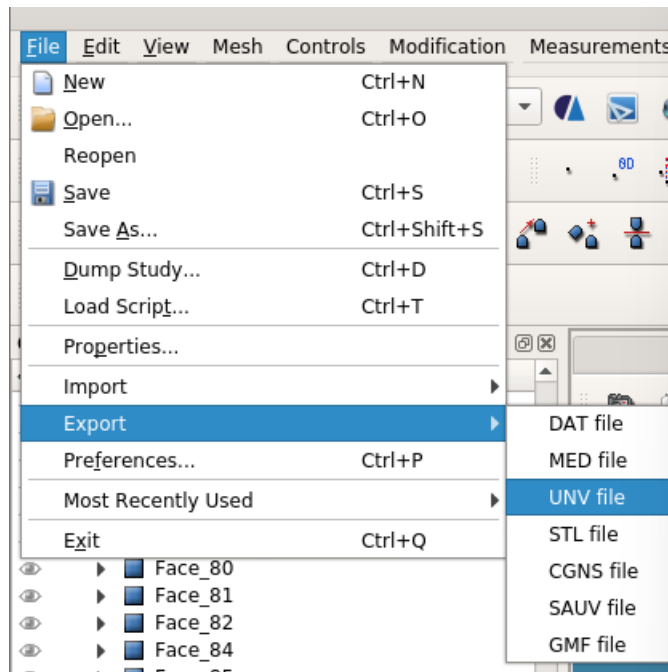 File Edit View Mesh Controls Modification Measurements
New Ctrl+N
Open... Ctrl+O
Reopen
Save Ctrl+S
Save As... Ctrl+Shift+S
Dump Study... Ctrl+D
Load Script... Ctrl+T
Properties...
Import
Export
Preferences... Ctrl+P
Most Recently Used
Exit Ctrl+Q
DAT file
MED file
UNV file
STL file
CGNS file
SAUV file
GMF file
0D
Face_80
Face_81
Face_82
Face_84